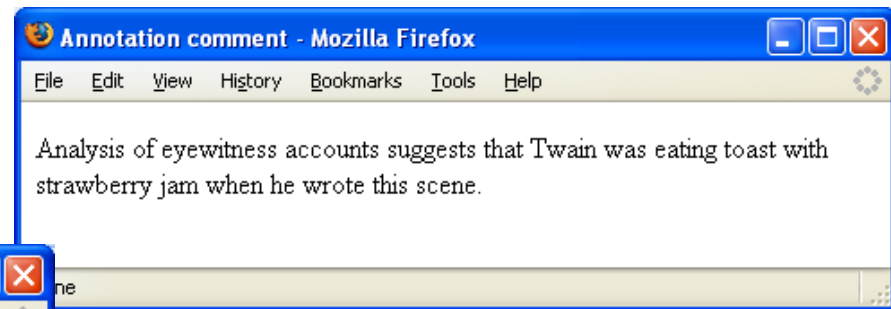 Annotation comment - Mozilla Firefox
File Edit View History Bookmarks Tools Help
Analysis of eyewitness accounts suggests that Twain was eating toast with
strawberry jam when he wrote this scene.
ne